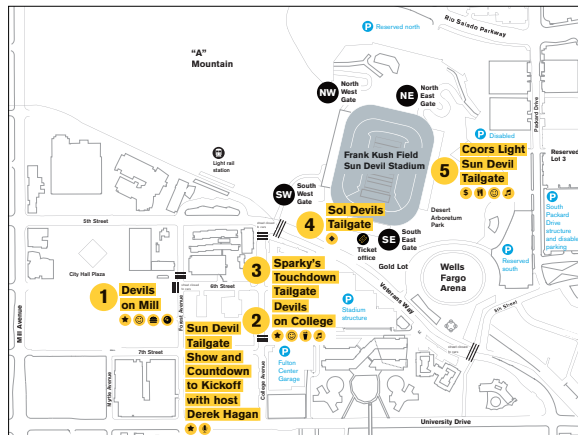 Rio Salado Parkway
P Reserved north
"A"
Mountain
NW
North
West
Gate
NE
North
East
Gate
Packard Drive
P Disabled
Light rail
station
Frank Kush Field
Sun Devil Stadium
5
Coors Light
Sun Devil
Tailgate
$
Reserved
Lot 3
SW
South
West
Gate
4
Sol Devils
Tailgate
Desert
Arboretum
Park
P
South
Packard
Drive
structure
and disabled
parking
5th Street
Ticket
office
SE
South
East
Gate
Gold Lot
City Hall Plaza
3
Sparky's
Touchdown
Tailgate
P
Reserved
south
Wells
Fargo
Arena
6th Street
1
Devils
on Mill
Forest Avenue
2
Devils
on College
P
Stadium
structure
Veterans Way
6th Street
Mill Avenue
Sun Devil
Tailgate
Show and
Countdown
to Kickoff
with host
Derek Hagan
7th Street
P
Fulton
Center
Garage
Myrtle Avenue
College Avenue
University Drive